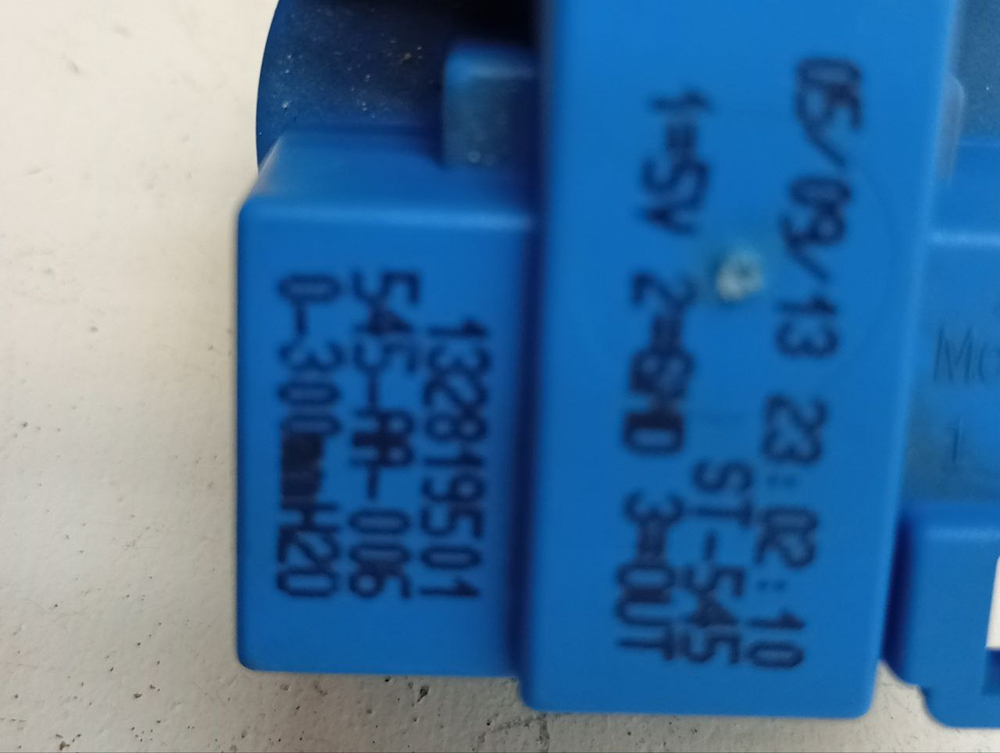 132819501
545-AA-006
0-300mmH2O
05/09/13 23:02:10
ST-545
1=5V 2=GND 3=OUT